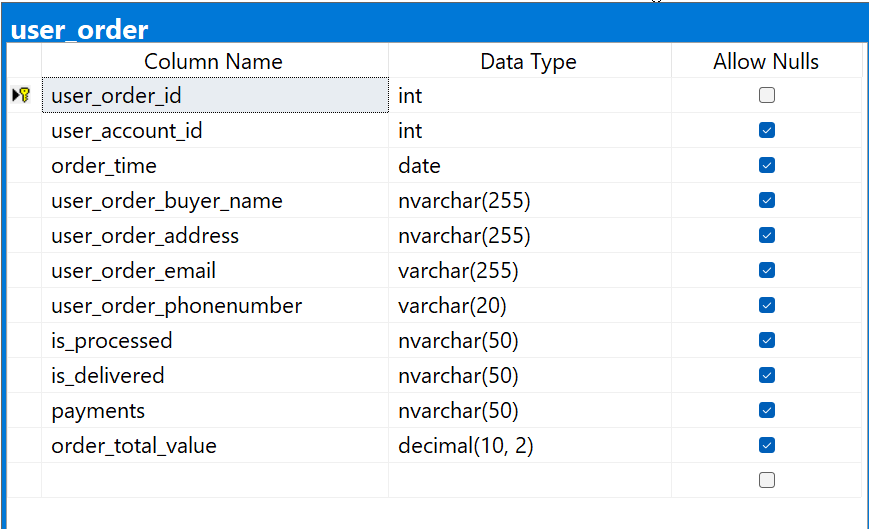 user_order
Column Name Data Type Allow Nulls
user_order_id int
user_account_id int
order_time date
user_order_buyer_name nvarchar(255)
user_order_address nvarchar(255)
user_order_email varchar(255)
user_order_phonenumber varchar(20)
is_processed nvarchar(50)
is_delivered nvarchar(50)
payments nvarchar(50)
order_total_value decimal(10, 2)